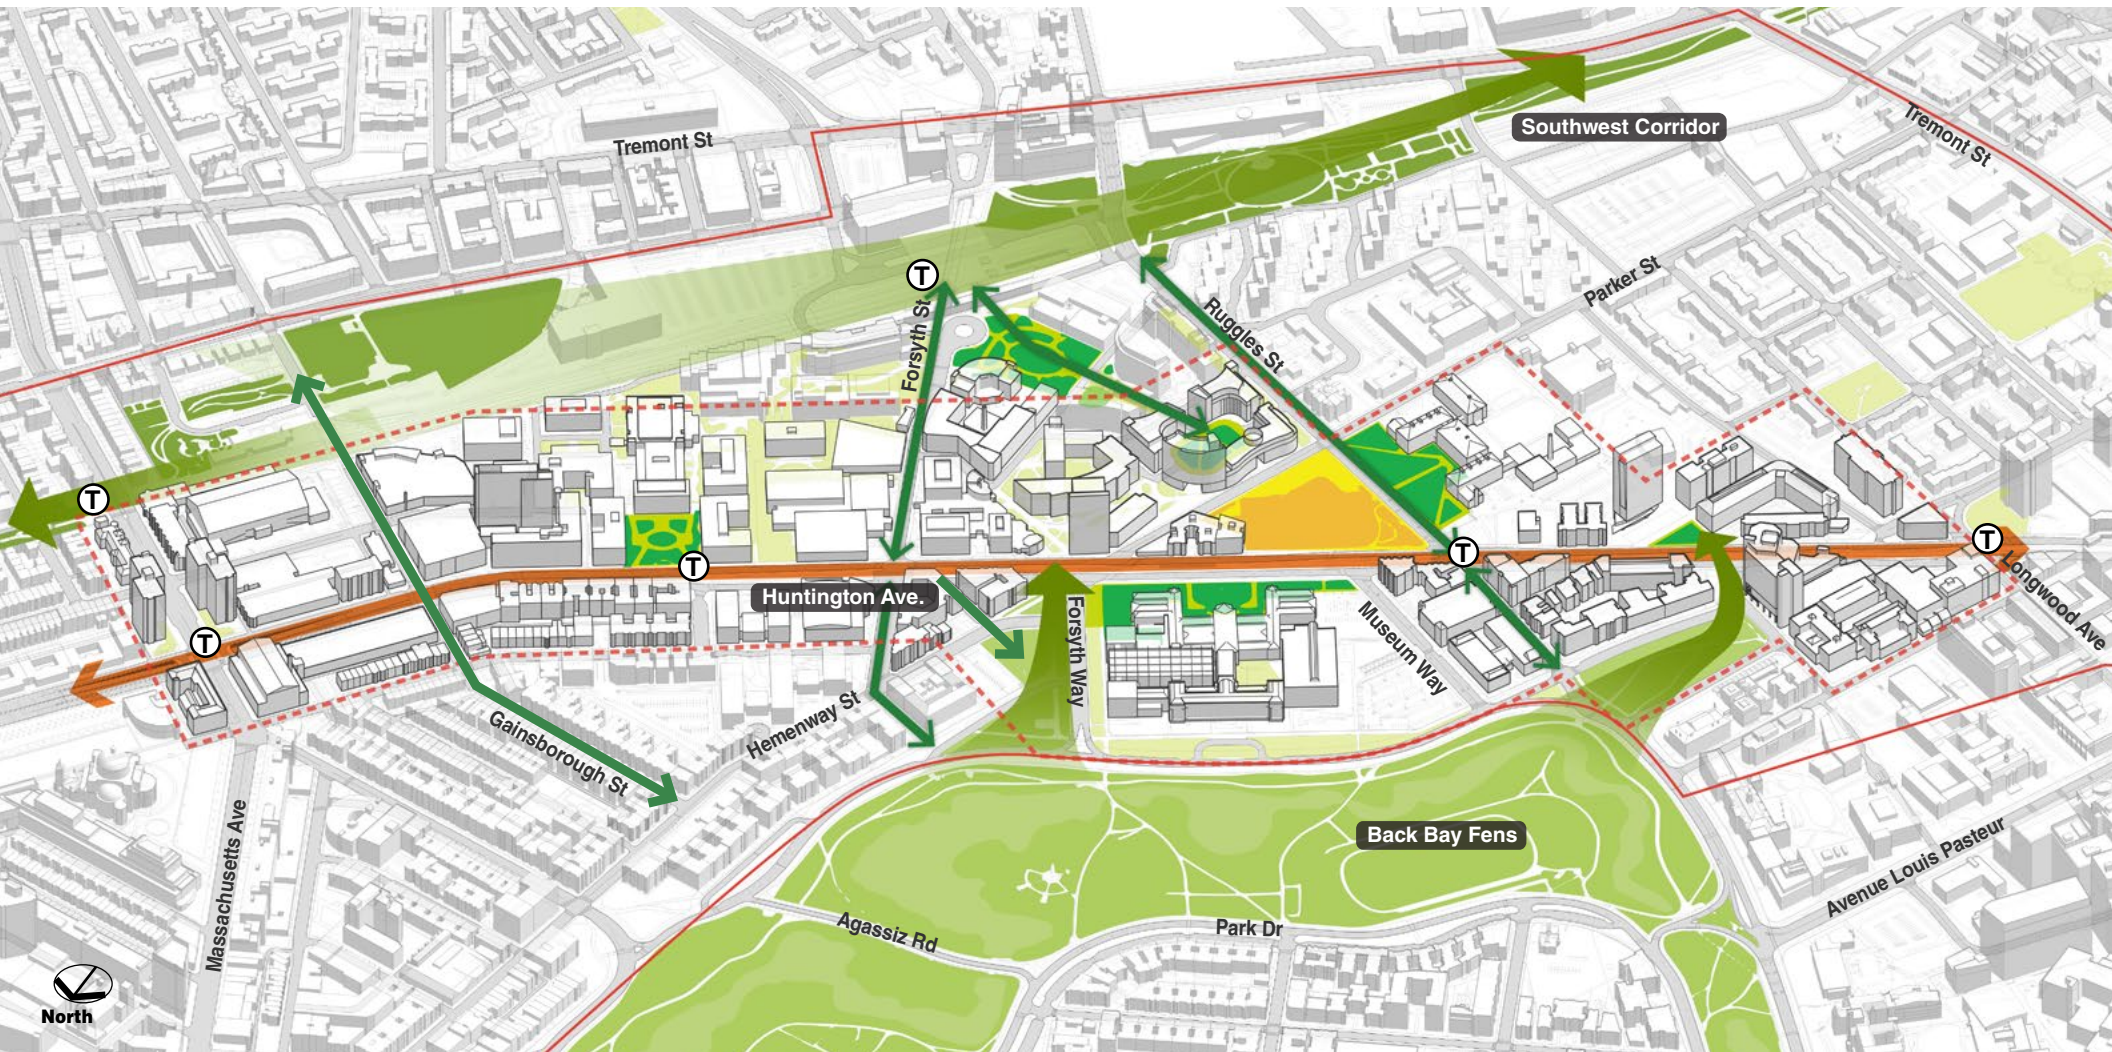 Southwest Corridor
Tremont St
Tremont St
Parker St
T
Forsyth St
Ruggles St
T
T
T
T
Longwood Ave
Huntington Ave.
T
Forsyth Way
Museum Way
Hemenway St
Gainsborough St
Massachusetts Ave
Back Bay Fens
Avenue Louis Pasteur
Agassiz Rd
Park Dr
North